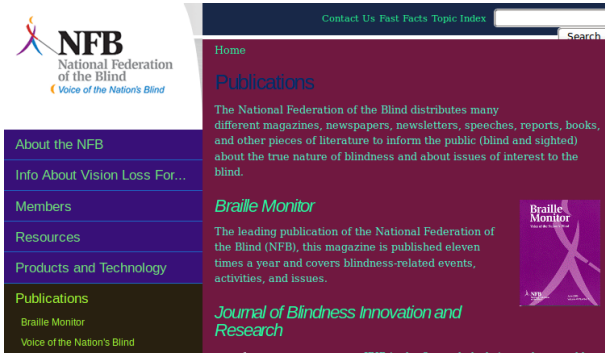 Contact Us Fast Facts Topic Index
Search
NFB
National Federation
of the Blind
Voice of the Nation's Blind
About the NFB
Info About Vision Loss For...
Members
Resources
Products and Technology
Publications
Braille Monitor
Voice of the Nation's Blind
Home
Publications
The National Federation of the Blind distributes many
different magazines, newspapers, newsletters, speeches, reports, books,
and other pieces of literature to inform the public (blind and sighted)
about the true nature of blindness and about issues of interest to the
blind.
Braille Monitor
The leading publication of the National Federation of
the Blind (NFB), this magazine is published eleven
times a year and covers blindness-related events,
activities, and issues.
Braille
Monitor
Voice of the Nation's Blind
NFB
Journal of Blindness Innovation and
Research